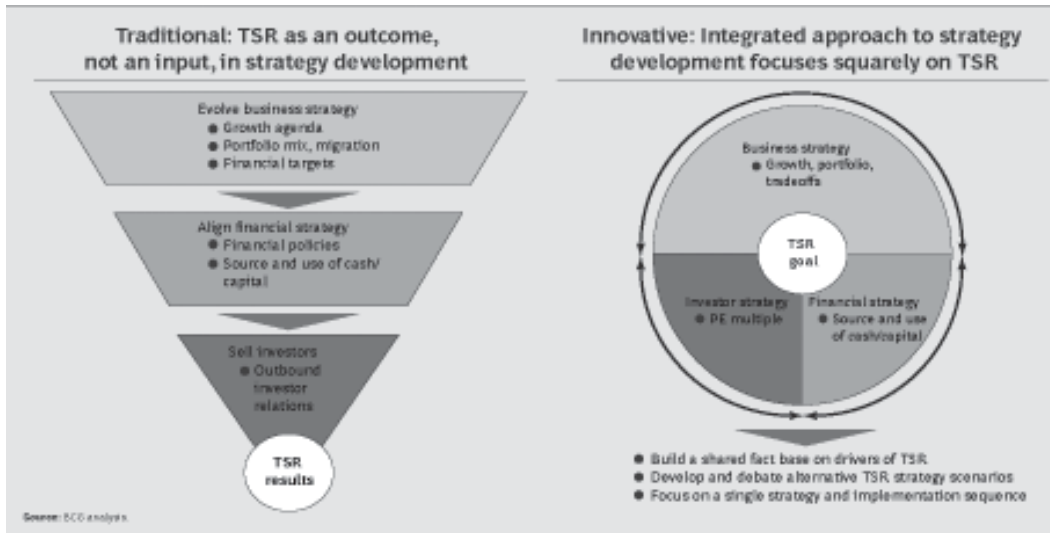 Traditional: TSR as an outcome,
not an input, in strategy development
Evolve business strategy
● Growth agenda
● Portfolio mix, migration
● Financial targets
Align financial strategy
● Financial policies
● Source and use of cash/
capital
Sell investors
● Outbound
investor
relations
TSR
results
Source: BCG analysis.
Innovative: Integrated approach to strategy
development focuses squarely on TSR
Business strategy
● Growth, portfolio,
tradeoffs
TSR
goal
Investor strategy
● PE multiple
Financial strategy
● Source and use
of cash/capital
● Build a shared fact base on drivers of TSR
● Develop and debate alternative TSR strategy scenarios
● Focus on a single strategy and implementation sequence